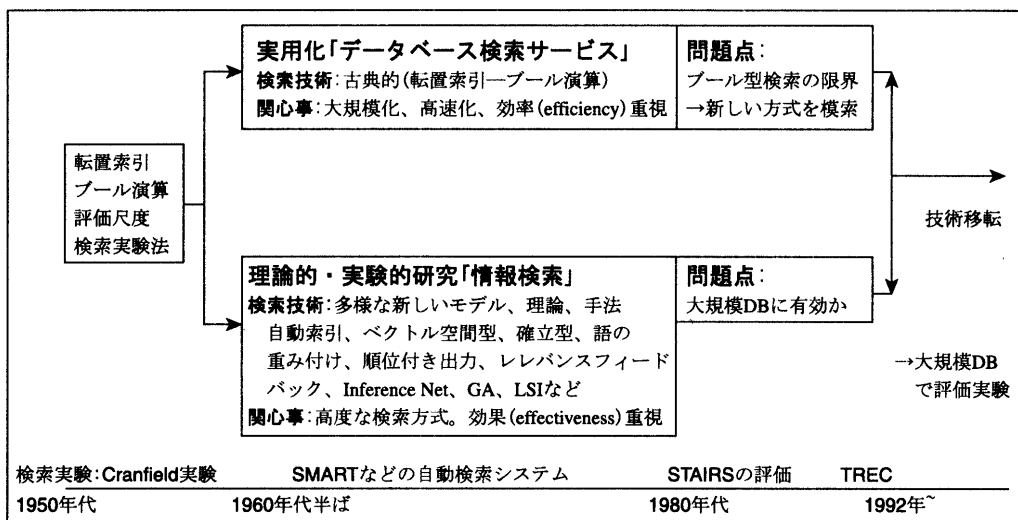 実用化「データベース検索サービス」
検索技術:古典的(転置索引―ブール演算)
関心事:大規模化、高速化、効率(efficiency)重視
問題点:
ブール型検索の限界
→新しい方式を模索
転置索引
ブール演算
評価尺度
検索実験法
技術移転
理論的・実験的研究「情報検索」
検索技術:多様な新しいモデル、理論、手法
自動索引、ベクトル空間型、確立型、語の
重み付け、順位付き出力、レレバンスフィード
バック、Inference Net、GA、LSIなど
関心事:高度な検索方式。効果(effectiveness)重視
問題点:
大規模DBに有効か
→大規模DB
で評価実験
検索実験:Cranfield実験 SMARTなどの自動検索システム STAIRSの評価 TREC
1950年代 1960年代半ば 1980年代 1992年~